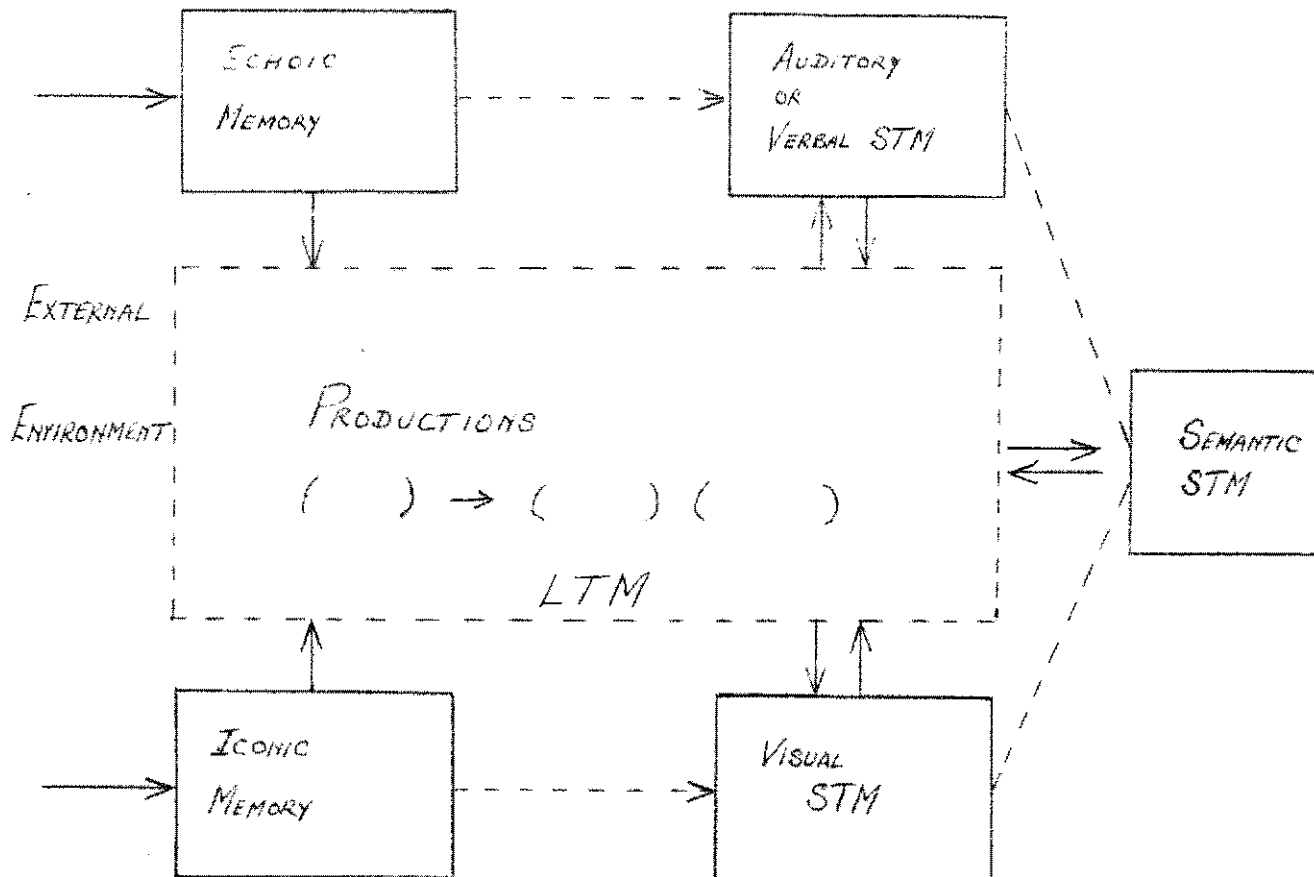 ECHOIC
MEMORY
AUDITORY
OR
VERBAL STM
EXTERNAL
ENVIRONMENT
PRODUCTIONS
( ) → ( ) ( )
LTM
SEMANTIC
STM
ICONIC
MEMORY
VISUAL
STM